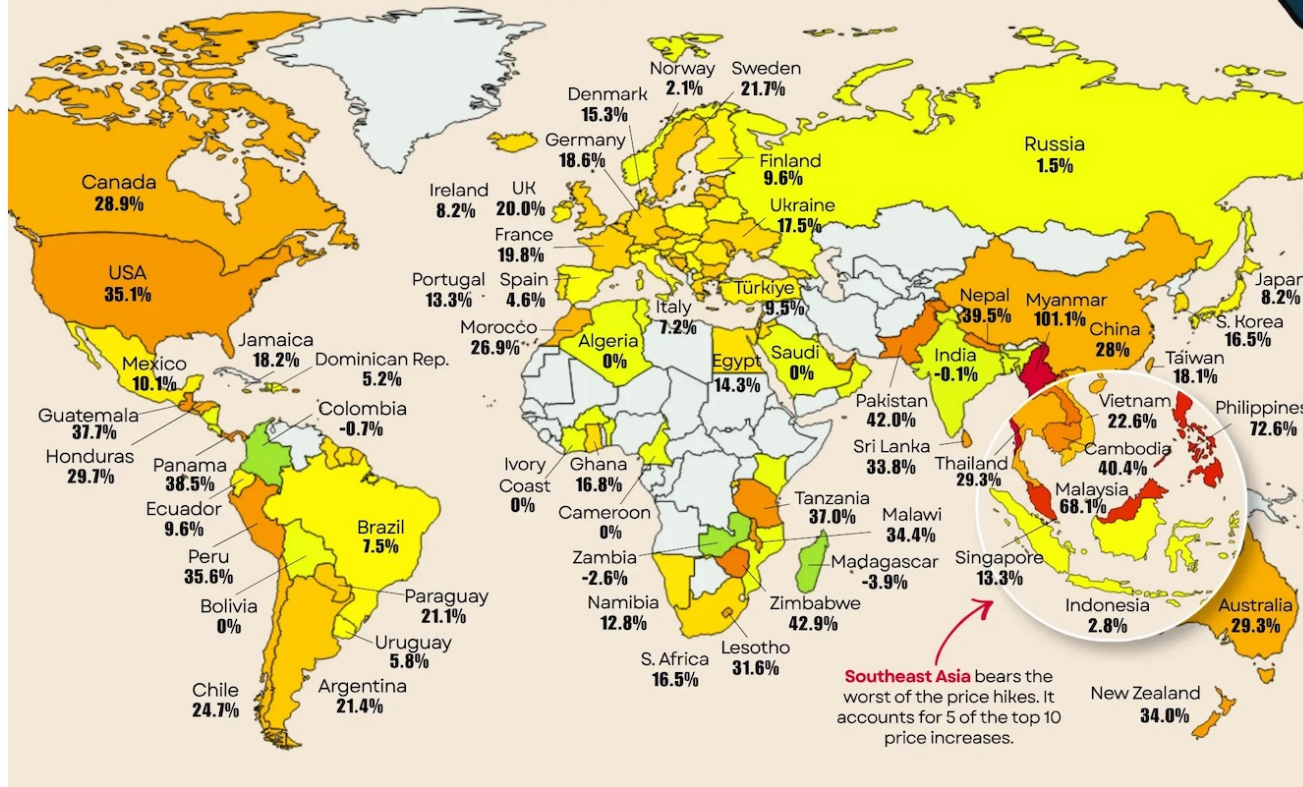 Norway
2.1%
Sweden
21.7%
Denmark
15.3%
Germany
18.6%
Finland
9.6%
Russia
1.5%
Canada
28.9%
Ireland
8.2%
UK
20.0%
Ukraine
17.5%
France
19.8%
USA
35.1%
Portugal
13.3%
Spain
4.6%
Italy
7.2%
Türkiye
9.5%
Nepal
39.5%
Myanmar
101.1%
China
28%
Japan
8.2%
S. Korea
16.5%
Morocco
26.9%
Algeria
0%
Egypt
14.3%
Saudi
0%
India
-0.1%
Taiwan
18.1%
Mexico
10.1%
Jamaica
18.2%
Dominican Rep.
5.2%
Guatemala
37.7%
Honduras
29.7%
Panama
38.5%
Colombia
-0.7%
Pakistan
42.0%
Sri Lanka
33.8%
Thailand
29.3%
Vietnam
22.6%
Cambodia
40.4%
Philippines
72.6%
Malaysia
68.1%
Singapore
13.3%
Indonesia
2.8%
Ecuador
9.6%
Peru
35.6%
Brazil
7.5%
Bolivia
0%
Paraguay
21.1%
Uruguay
5.8%
Chile
24.7%
Argentina
21.4%
Ivory
Coast
0%
Ghana
16.8%
Cameroon
0%
Tanzania
37.0%
Malawi
34.4%
Zambia
-2.6%
Madagascar
-3.9%
Namibia
12.8%
Zimbabwe
42.9%
Lesotho
31.6%
S. Africa
16.5%
Australia
29.3%
New Zealand
34.0%
Southeast Asia bears the
worst of the price hikes. It
accounts for 5 of the top 10
price increases.